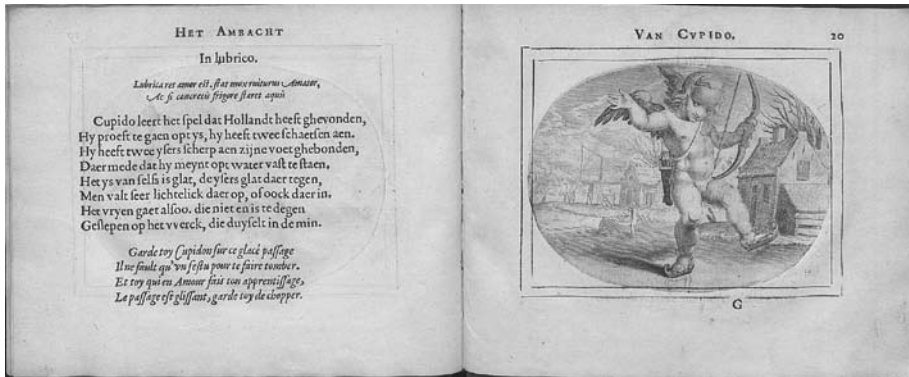 HET AMBACHT
In lubrico.
Lubrica res amor est. stat mox ruiturus Amator,
Ac si concretis frigore staret aquis
Cupido leert het spel dat Hollandt heeft ghevonden,
Hy proeft te gaen opt ys, hy heeft twee schaetsen aen.
Hy heeft twee ysers scherp aen zijne voet ghebonden,
Daer mede dat hy meynt opt water vast te staen.
Het ys van selfs is glat, de ysers glat daer tegen,
Men valt seer lichtelick daer op, of oock daer in.
Het vryen gaet alsoo. die niet en is te degen
Geslepen op het vverck, die duyselt in de min.
Garde toy Cupidon sur ce glacé passage
Il ne fault qu'vn festu pour te faire tomber.
Et toy qui en Amour fais ton apprentissage,
Le passage est glissant, garde toy de chopper.
VAN CVPIDO. 20
G